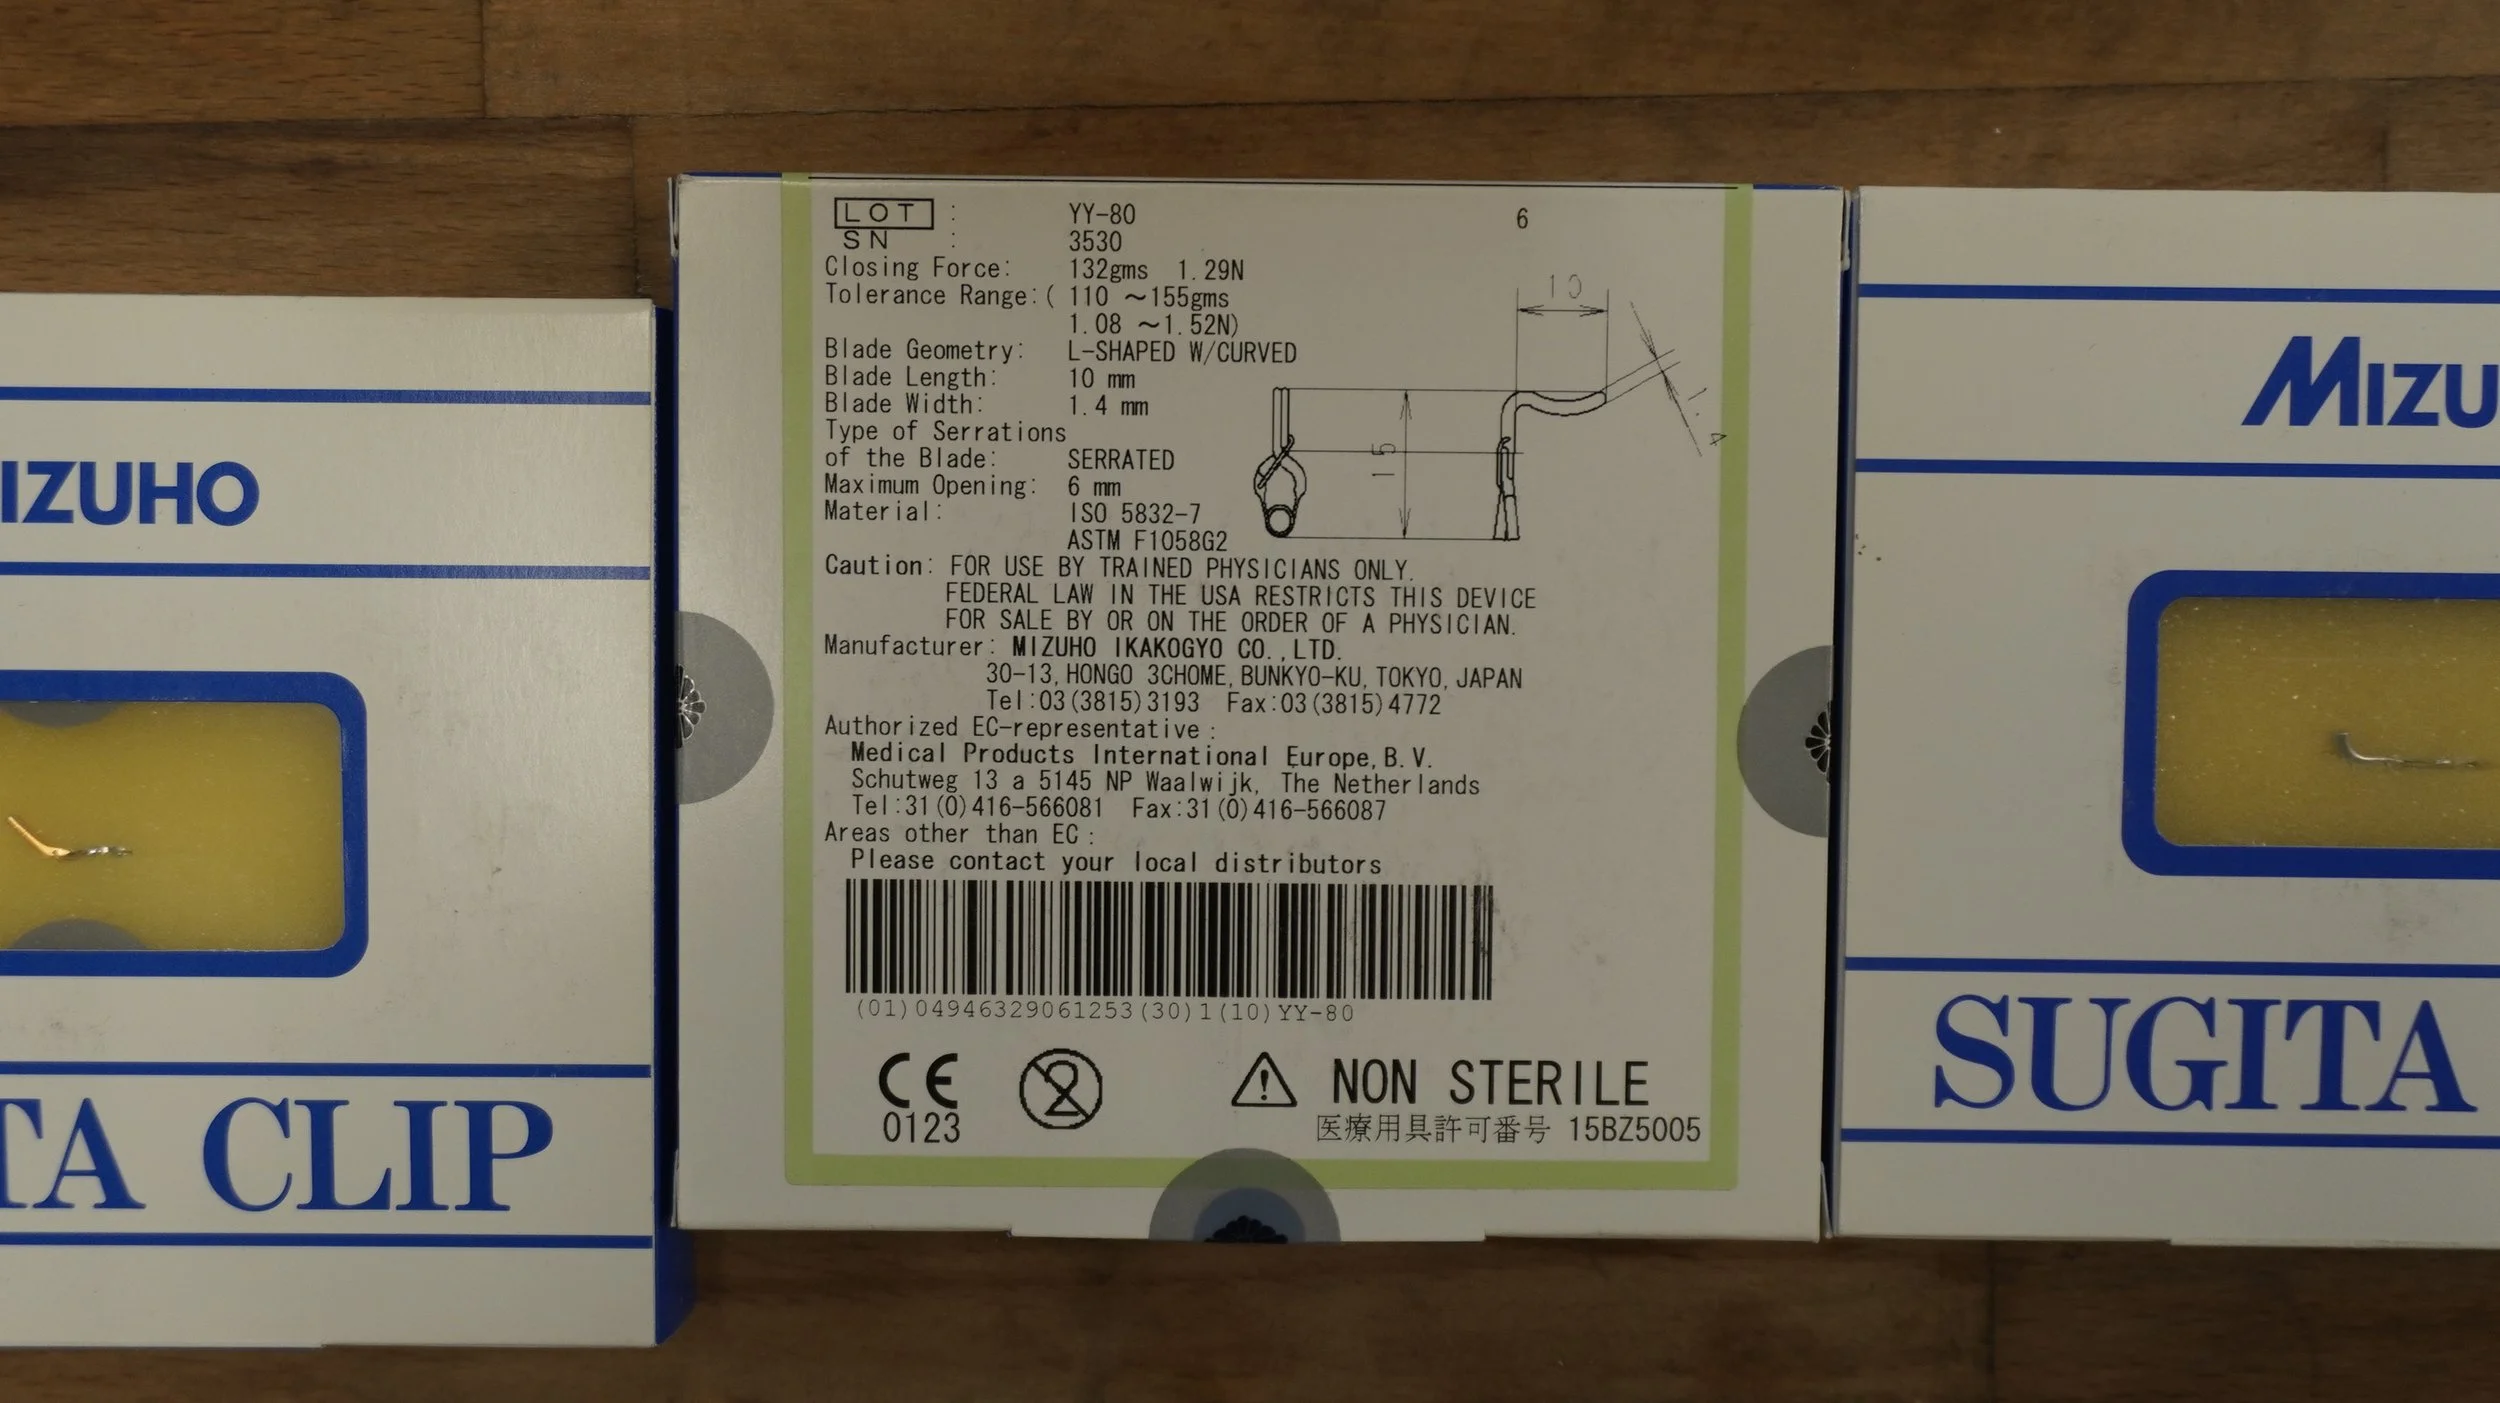 IZUHO
TA CLIP
LOT : YY-80 6
SN : 3530
Closing Force: 132gms 1.29N
Tolerance Range:( 110 ~155gms
1.08 ~1.52N)
Blade Geometry: L-SHAPED W/CURVED
Blade Length: 10 mm
Blade Width: 1.4 mm
Type of Serrations
of the Blade: SERRATED
Maximum Opening: 6 mm
Material: ISO 5832-7
ASTM F1058G2
10
15
1.4
Caution: FOR USE BY TRAINED PHYSICIANS ONLY.
FEDERAL LAW IN THE USA RESTRICTS THIS DEVICE
FOR SALE BY OR ON THE ORDER OF A PHYSICIAN.
Manufacturer: MIZUHO IKAKOGYO CO.,LTD.
30-13,HONGO 3CHOME,BUNKYO-KU,TOKYO,JAPAN
Tel:03(3815)3193 Fax:03(3815)4772
Authorized EC-representative:
Medical Products International Europe,B.V.
Schutweg 13 a 5145 NP Waalwijk, The Netherlands
Tel:31(0)416-566081 Fax:31(0)416-566087
Areas other than EC:
Please contact your local distributors
(01)04946329061253(30)1(10)YY-80
CE 2 ! NON STERILE
0123 医療用具許可番号 15BZ5005
MIZU
SUGITA